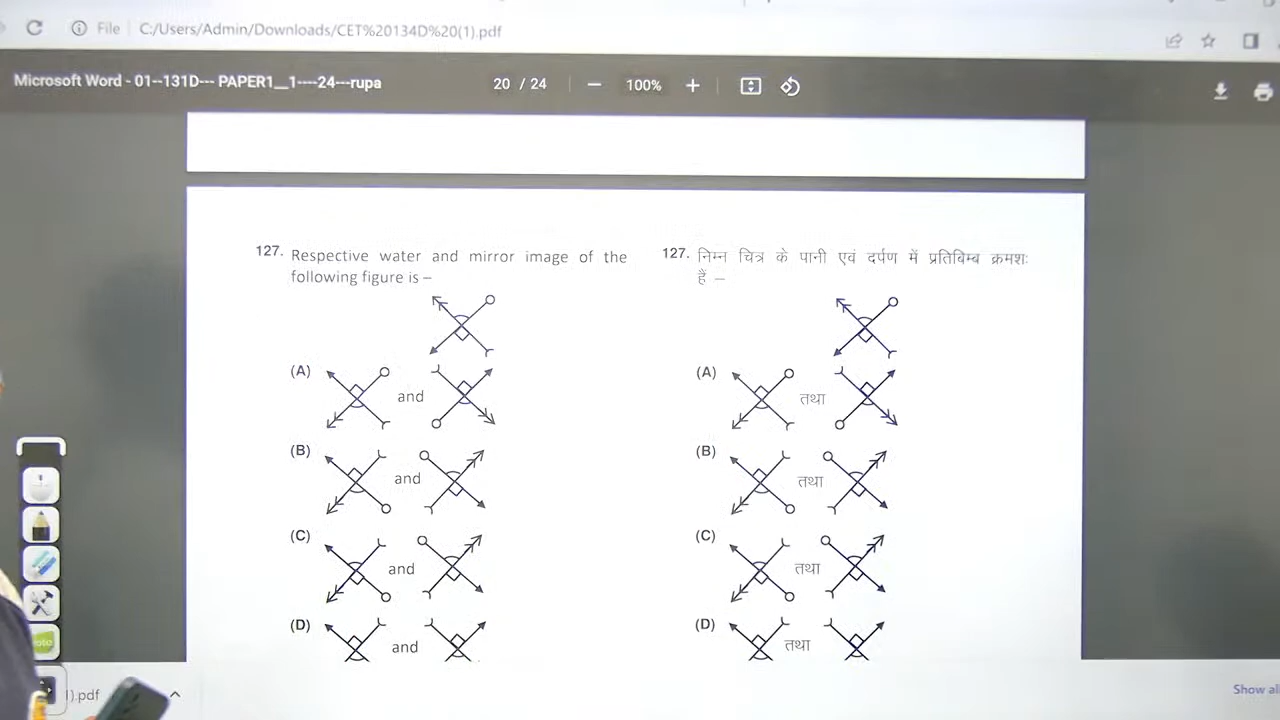 File C:/Users/Admin/Downloads/CET%20134D%20(1).pdf
Microsoft Word - 01--131D--- PAPER1__1----24---rupa
20 / 24
100%
127. Respective water and mirror image of the following figure is –
(A) and
(B) and
(C) and
(D) and
127. निम्न चित्र के पानी एवं दर्पण में प्रतिविम्ब क्रमशः हैं –
(A) तथा
(B) तथा
(C) तथा
(D) तथा
1).pdf